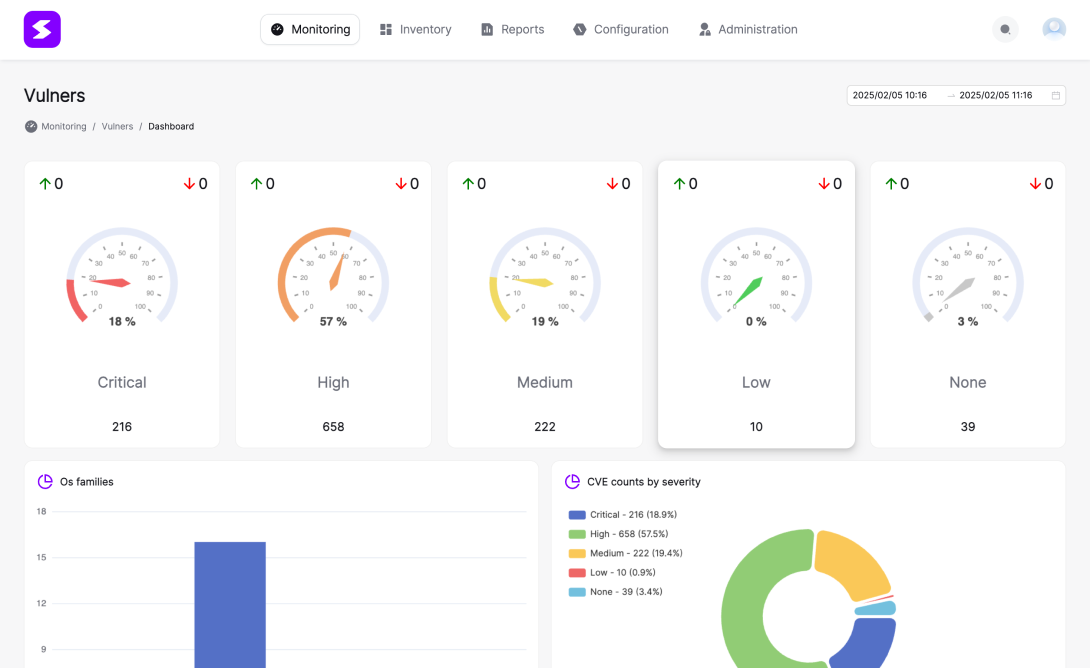 Monitoring Inventory Reports Configuration Administration
Vulners
2025/02/05 10:16 → 2025/02/05 11:16
Monitoring / Vulners / Dashboard
↑ 0 ↓ 0 ↑ 0 ↓ 0 ↑ 0 ↓ 0 ↑ 0 ↓ 0 ↑ 0 ↓ 0
0 10 20 30 40 50 60 70 80 90 100
18 %
0 10 20 30 40 50 60 70 80 90 100
57 %
0 10 20 30 40 50 60 70 80 90 100
19 %
0 10 20 30 40 50 60 70 80 90 100
0 %
0 10 20 30 40 50 60 70 80 90 100
3 %
Critical High Medium Low None
216 658 222 10 39
Os families
18
15
12
9
CVE counts by severity
Critical - 216 (18.9%)
High - 658 (57.5%)
Medium - 222 (19.4%)
Low - 10 (0.9%)
None - 39 (3.4%)